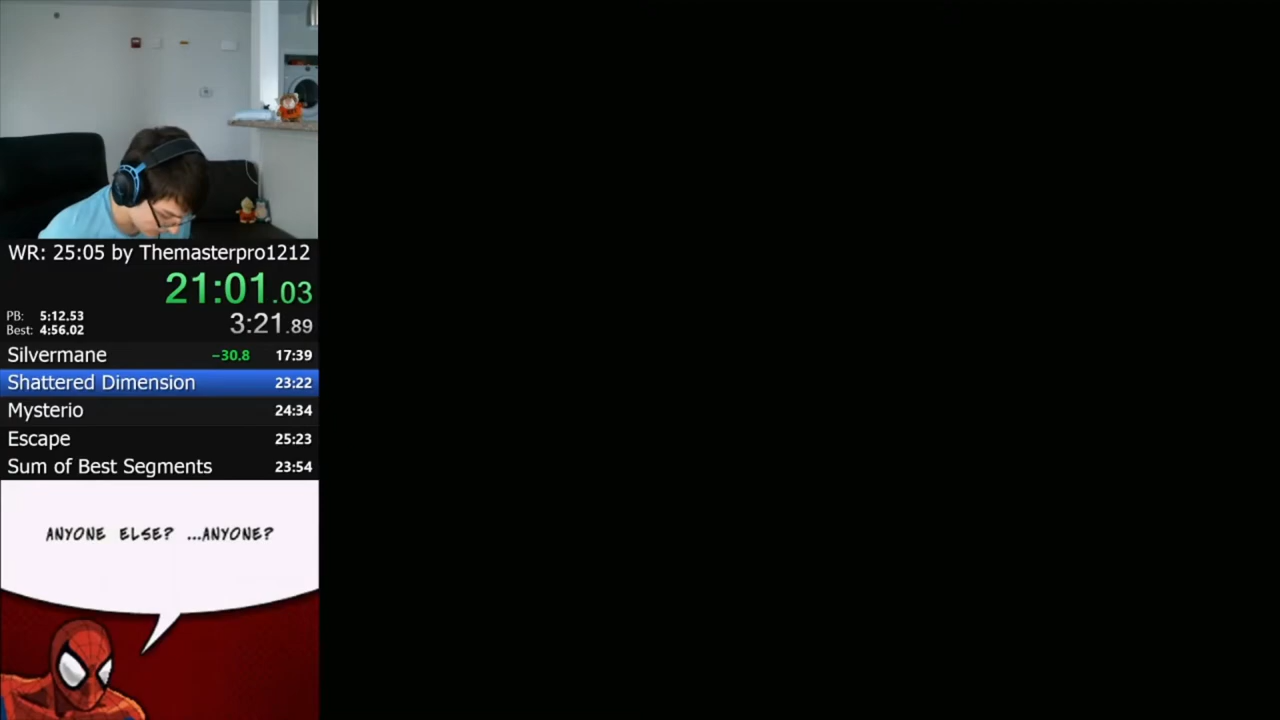 WR: 25:05 by Themasterpro1212
21:01.03
PB: 5:12.53
Best: 4:56.02
3:21.89
Silvermane -30.8 17:39
Shattered Dimension 23:22
Mysterio 24:34
Escape 25:23
Sum of Best Segments 23:54
ANYONE ELSE? ...ANYONE?